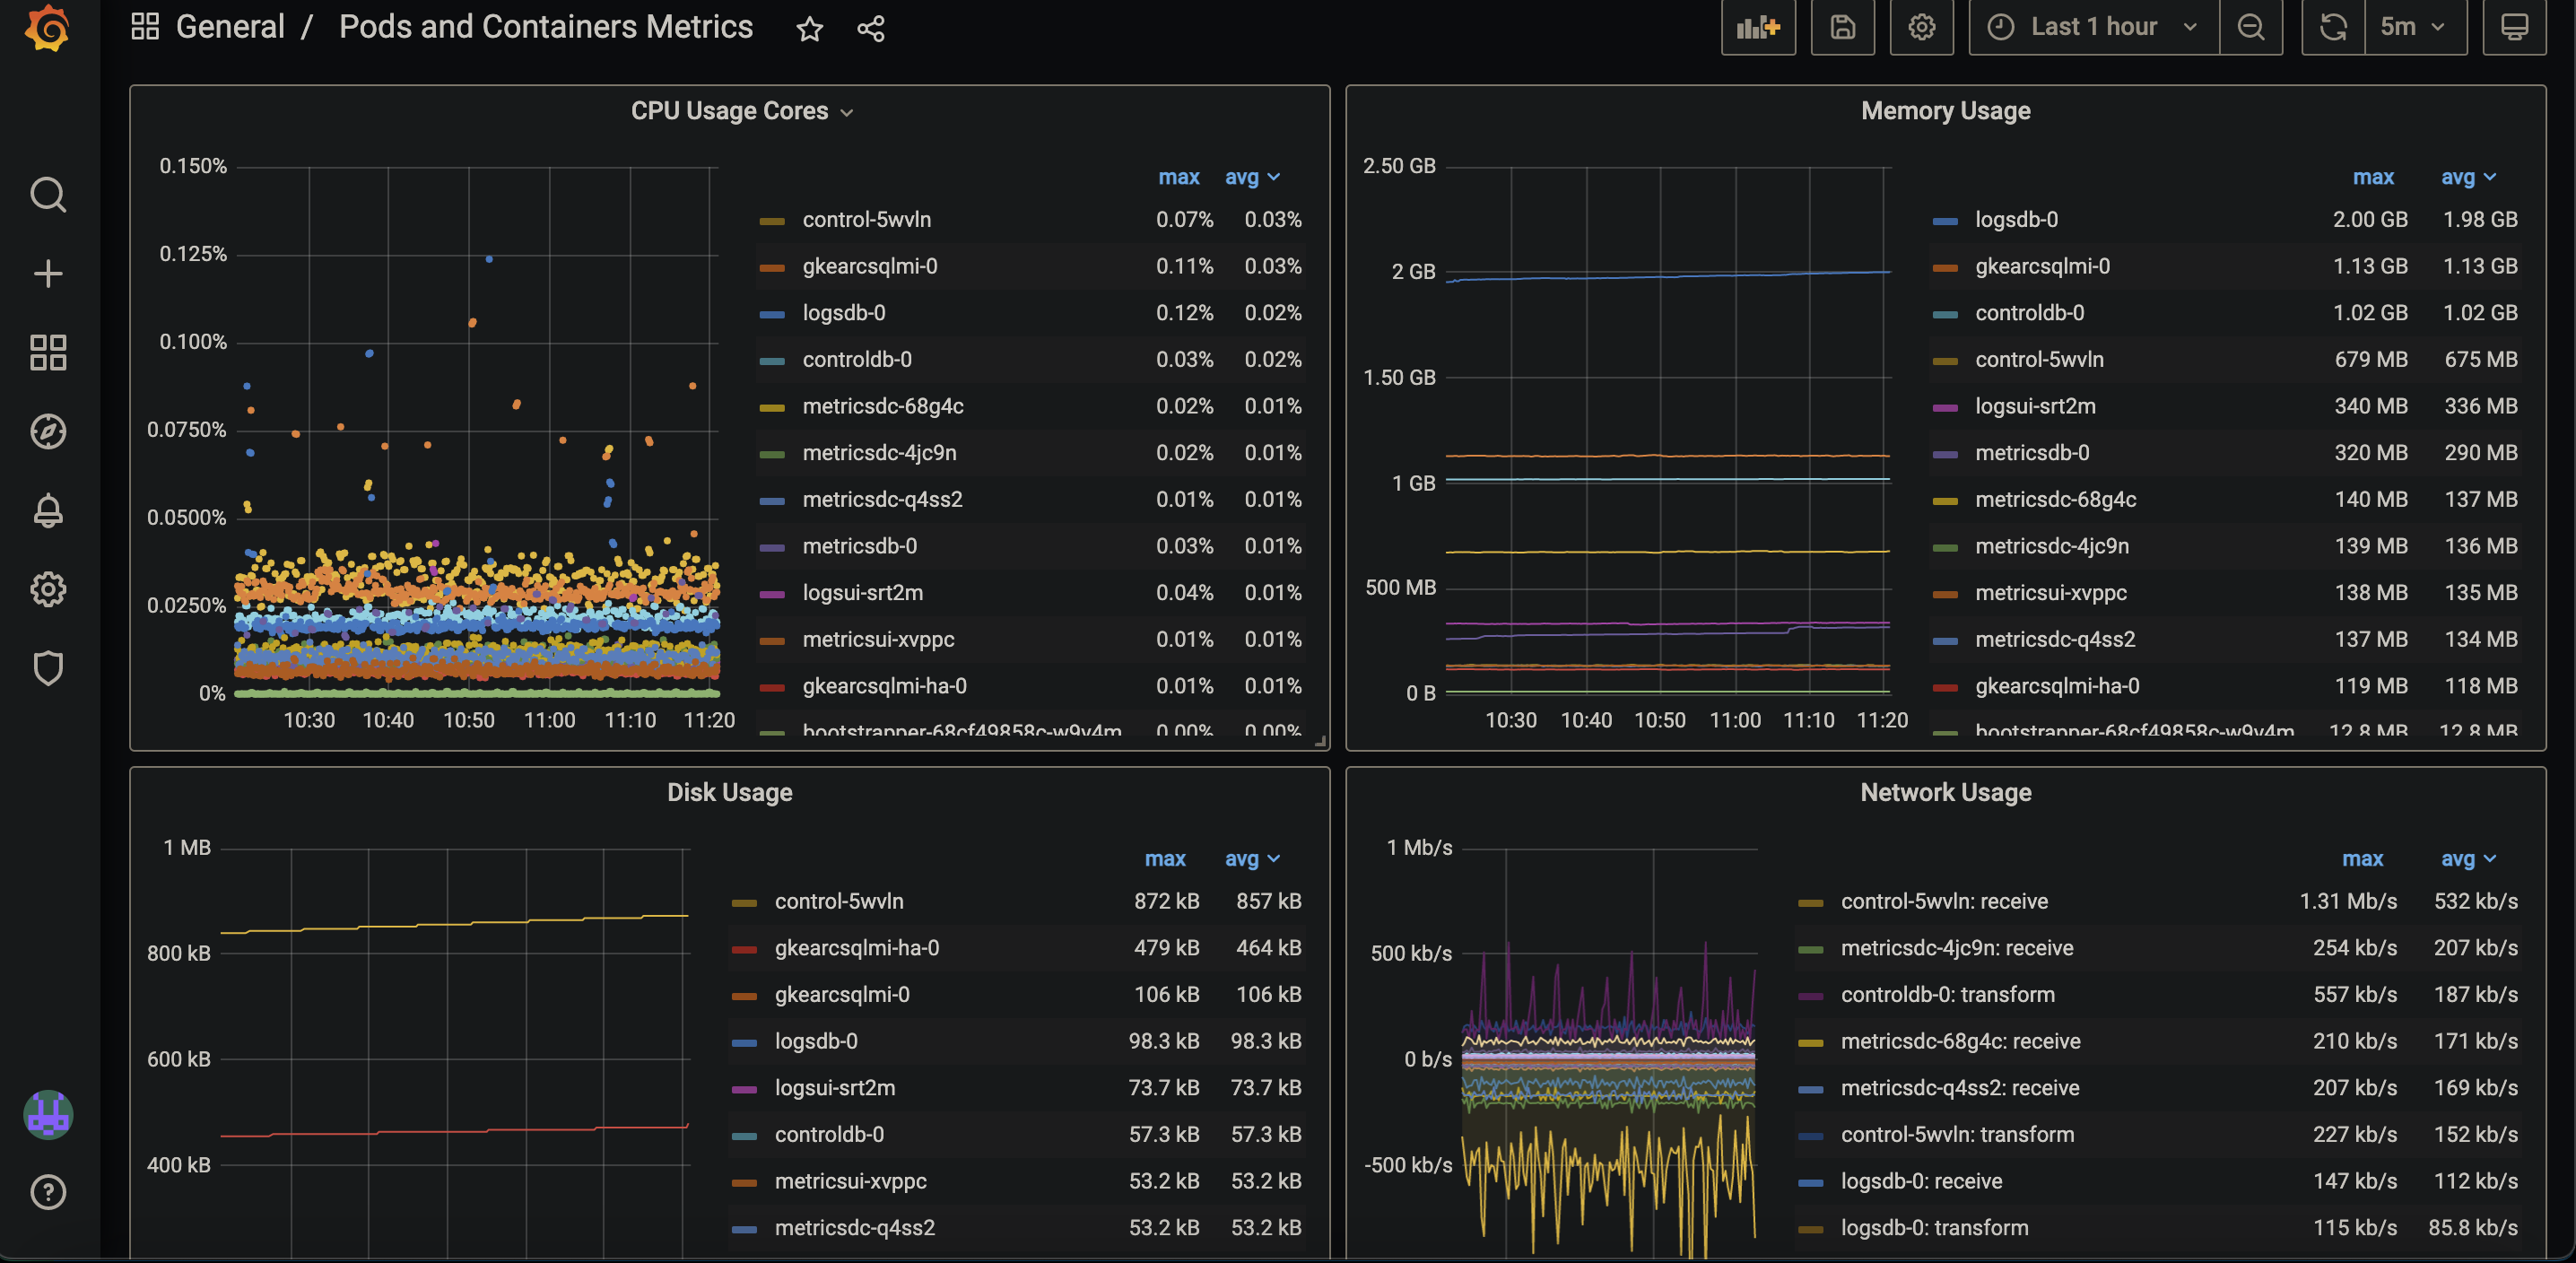 General / Pods and Containers Metrics
Last 1 hour
5m
CPU Usage Cores
0.150%
0.125%
0.100%
0.0750%
0.0500%
0.0250%
0%
10:30 10:40 10:50 11:00 11:10 11:20
max avg
control-5wvln 0.07% 0.03%
gkearcsqlmi-0 0.11% 0.03%
logsdb-0 0.12% 0.02%
controldb-0 0.03% 0.02%
metricsdc-68g4c 0.02% 0.01%
metricsdc-4jc9n 0.02% 0.01%
metricsdc-q4ss2 0.01% 0.01%
metricsdb-0 0.03% 0.01%
logsui-srt2m 0.04% 0.01%
metricsui-xvppc 0.01% 0.01%
gkearcsqlmi-ha-0 0.01% 0.01%
bootstrapper-68cf49858c-w9v4m 0.00% 0.00%
Memory Usage
2.50 GB
2 GB
1.50 GB
1 GB
500 MB
0 B
10:30 10:40 10:50 11:00 11:10 11:20
max avg
logsdb-0 2.00 GB 1.98 GB
gkearcsqlmi-0 1.13 GB 1.13 GB
controldb-0 1.02 GB 1.02 GB
control-5wvln 679 MB 675 MB
logsui-srt2m 340 MB 336 MB
metricsdb-0 320 MB 290 MB
metricsdc-68g4c 140 MB 137 MB
metricsdc-4jc9n 139 MB 136 MB
metricsui-xvppc 138 MB 135 MB
metricsdc-q4ss2 137 MB 134 MB
gkearcsqlmi-ha-0 119 MB 118 MB
bootstrapper-68cf49858c-w9v4m 12.8 MB 12.8 MB
Disk Usage
1 MB
800 kB
600 kB
400 kB
max avg
control-5wvln 872 kB 857 kB
gkearcsqlmi-ha-0 479 kB 464 kB
gkearcsqlmi-0 106 kB 106 kB
logsdb-0 98.3 kB 98.3 kB
logsui-srt2m 73.7 kB 73.7 kB
controldb-0 57.3 kB 57.3 kB
metricsui-xvppc 53.2 kB 53.2 kB
metricsdc-q4ss2 53.2 kB 53.2 kB
Network Usage
1 Mb/s
500 kb/s
0 b/s
-500 kb/s
max avg
control-5wvln: receive 1.31 Mb/s 532 kb/s
metricsdc-4jc9n: receive 254 kb/s 207 kb/s
controldb-0: transform 557 kb/s 187 kb/s
metricsdc-68g4c: receive 210 kb/s 171 kb/s
metricsdc-q4ss2: receive 207 kb/s 169 kb/s
control-5wvln: transform 227 kb/s 152 kb/s
logsdb-0: receive 147 kb/s 112 kb/s
logsdb-0: transform 115 kb/s 85.8 kb/s